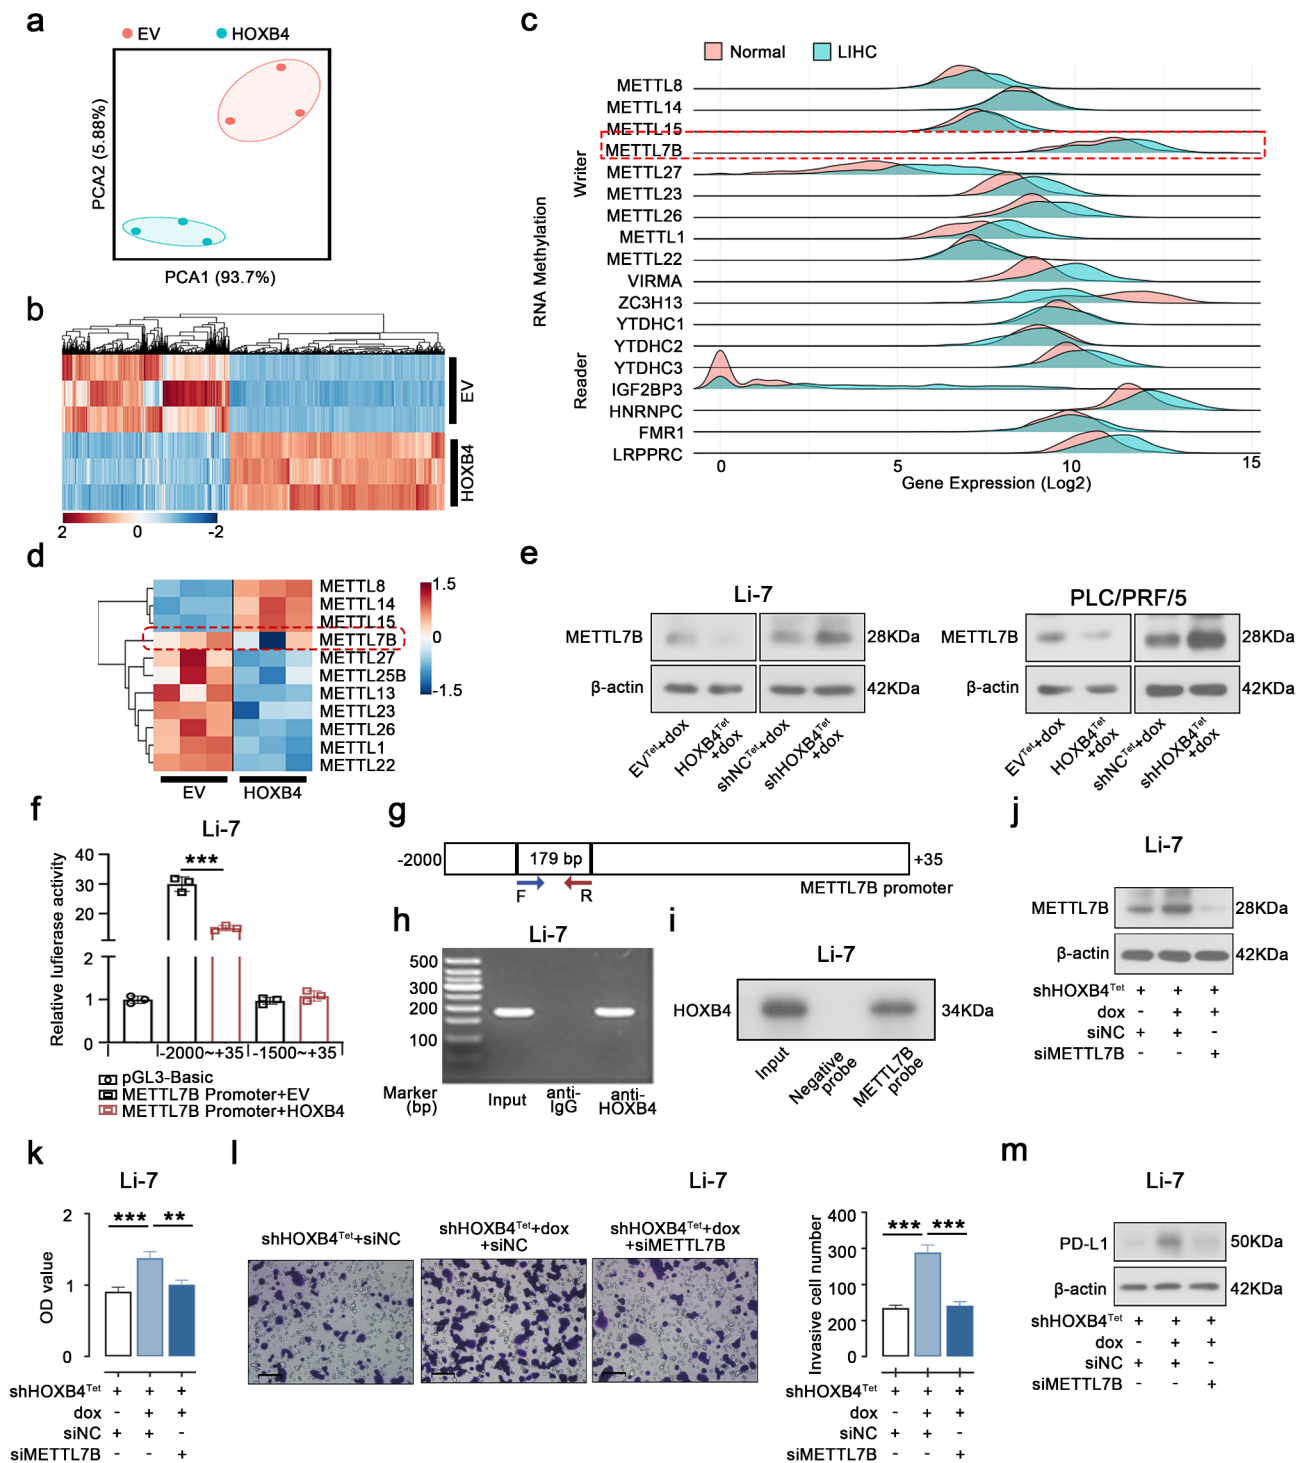 a
EV
HOXB4
PCA2 (5.88%)
PCA1 (93.7%)
b
EV
HOXB4
2
0
-2
c
Normal
LIHC
RNA Methylation
Writer
Reader
METTL8
METTL14
METTL15
METTL7B
METTL27
METTL23
METTL26
METTL1
METTL22
VIRMA
ZC3H13
YTDHC1
YTDHC2
YTDHC3
IGF2BP3
HNRNPC
FMR1
LRPPRC
0
5
10
15
Gene Expression (Log2)
d
METTL8
METTL14
METTL15
METTL7B
METTL27
METTL25B
METTL13
METTL23
METTL26
METTL1
METTL22
1.5
0
-1.5
EV
HOXB4
e
Li-7
METTL7B
28KDa
β-actin
42KDa
EVTet+dox
HOXB4Tet
+dox
shNCTet+dox
shHOXB4Tet
+dox
PLC/PRF/5
METTL7B
28KDa
β-actin
42KDa
EVTet+dox
HOXB4Tet
+dox
shNCTet+dox
shHOXB4Tet
+dox
f
Li-7
Relative lufierase activity
40
30
20
2
1
0
***
-2000~+35
-1500~+35
pGL3-Basic
METTL7B Promoter+EV
METTL7B Promoter+HOXB4
g
-2000
179 bp
+35
F
R
METTL7B promoter
h
Li-7
500
300
200
100
Marker
(bp)
Input
anti-
IgG
anti-
HOXB4
i
Li-7
HOXB4
34KDa
Input
Negative
probe
METTL7B
probe
j
Li-7
METTL7B
28KDa
β-actin
42KDa
shHOXB4Tet + + +
dox - + +
siNC + + -
siMETTL7B - - +
k
Li-7
OD value
2
1
0
*** **
shHOXB4Tet + + +
dox - + +
siNC + + -
siMETTL7B - - +
l
Li-7
shHOXB4Tet+siNC
shHOXB4Tet+dox
+siNC
shHOXB4Tet+dox
+siMETTL7B
Invasive cell number
400
300
100
200
0
*** ***
shHOXB4Tet + + +
dox - + +
siNC + + -
siMETTL7B - - +
m
Li-7
PD-L1
50KDa
β-actin
42KDa
shHOXB4Tet + + +
dox - + +
siNC + + -
siMETTL7B - - +